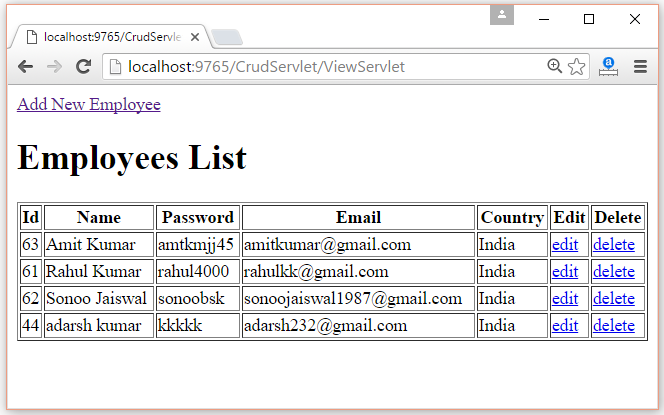 localhost:9765/CrudServle
localhost:9765/CrudServlet/ViewServlet
Add New Employee
Employees List
Id Name Password Email Country Edit Delete
63 Amit Kumar amtkmjj45 amitkumar@gmail.com India edit delete
61 Rahul Kumar rahul4000 rahulkk@gmail.com India edit delete
62 Sonoo Jaiswal sonoobsk sonoojaiswal1987@gmail.com India edit delete
44 adarsh kumar kkkkk adarsh232@gmail.com India edit delete